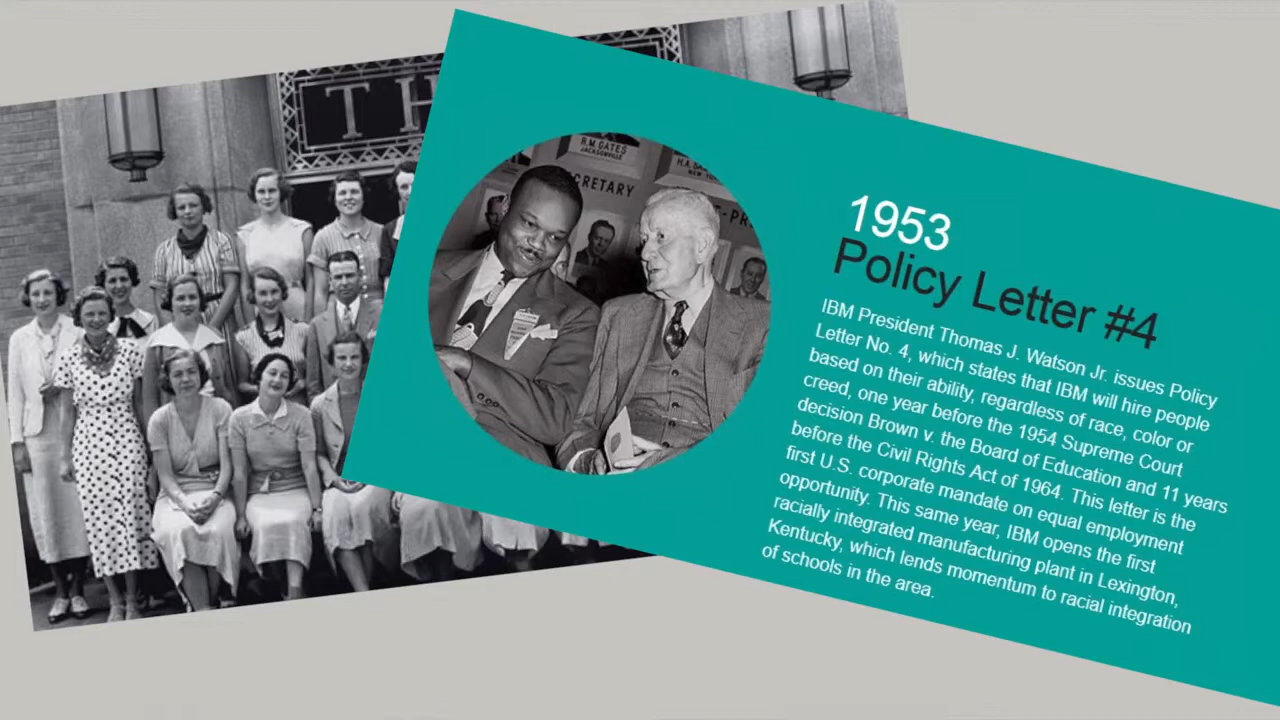 TH
R.M. GATES
JACKSONVILLE
NEW YORK
CRETARY
1953
Policy Letter #4
IBM President Thomas J. Watson Jr. issues Policy
Letter No. 4, which states that IBM will hire people
based on their ability, regardless of race, color or
creed, one year before the 1954 Supreme Court
decision Brown v. the Board of Education and 11 years
before the Civil Rights Act of 1964. This letter is the
first U.S. corporate mandate on equal employment
opportunity. This same year, IBM opens the first
racially integrated manufacturing plant in Lexington,
Kentucky, which lends momentum to racial integration
of schools in the area.